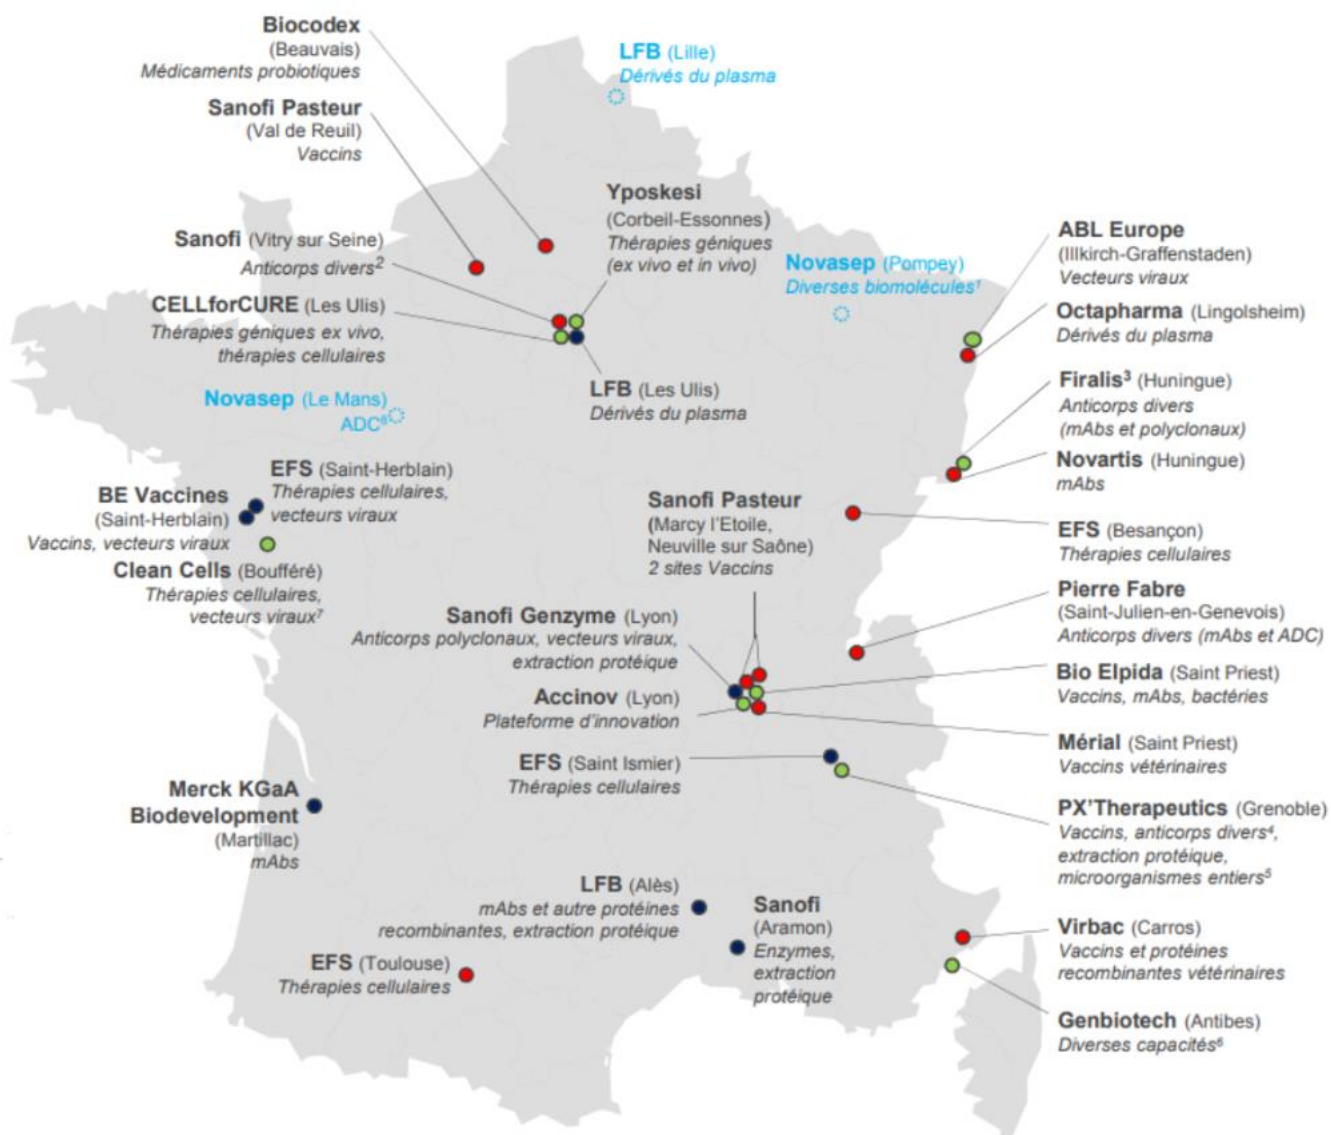 Biocodex
(Beauvais)
Médicaments probiotiques
LFB (Lille)
Dérivés du plasma
Sanofi Pasteur
(Val de Reuil)
Vaccins
Yposkesi
(Corbeil-Essonnes)
Thérapies géniques
(ex vivo et in vivo)
Sanofi (Vitry sur Seine)
Anticorps divers²
CELLforCURE (Les Ulis)
Thérapies géniques ex vivo,
thérapies cellulaires
Novasep (Pompey)
Diverses biomolécules¹
ABL Europe
(Illkirch-Graffenstaden)
Vecteurs viraux
Octapharma (Lingolsheim)
Dérivés du plasma
LFB (Les Ulis)
Dérivés du plasma
Novasep (Le Mans)
ADC⁸
Firalis³ (Huningue)
Anticorps divers
(mAbs et polyclonaux)
Novartis (Huningue)
mAbs
EFS (Saint-Herblain)
Thérapies cellulaires,
vecteurs viraux
BE Vaccines
(Saint-Herblain)
Vaccins, vecteurs viraux
Clean Cells (Boufféré)
Thérapies cellulaires,
vecteurs viraux⁷
Sanofi Pasteur
(Marcy l'Etoile,
Neuville sur Saône)
2 sites Vaccins
EFS (Besançon)
Thérapies cellulaires
Pierre Fabre
(Saint-Julien-en-Genevois)
Anticorps divers (mAbs et ADC)
Sanofi Genzyme (Lyon)
Anticorps polyclonaux, vecteurs viraux,
extraction protéique
Accinov (Lyon)
Plateforme d'innovation
Bio Elpida (Saint Priest)
Vaccins, mAbs, bactéries
Mérial (Saint Priest)
Vaccins vétérinaires
EFS (Saint Ismier)
Thérapies cellulaires
PX'Therapeutics (Grenoble)
Vaccins, anticorps divers⁴,
extraction protéique,
microorganismes entiers⁵
Merck KGaA
Biodevelopment
(Martillac)
mAbs
LFB (Alès)
mAbs et autre protéines
recombinantes, extraction protéique
Sanofi
(Aramon)
Enzymes,
extraction
protéique
EFS (Toulouse)
Thérapies cellulaires
Virbac (Carros)
Vaccins et protéines
recombinantes vétérinaires
Genbiotech (Antibes)
Diverses capacités⁶